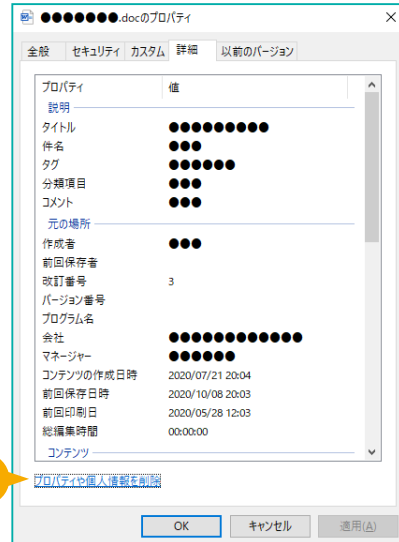 ●●●●●●●.docのプロパティ
全般 セキュリティ カスタム 詳細 以前のバージョン
プロパティ 値
説明
タイトル ●●●●●●●●●
件名 ●●●
タグ ●●●●●●
分類項目 ●●●
コメント ●●●
元の場所
作成者 ●●●
前回保存者
改訂番号 3
バージョン番号
プログラム名
会社 ●●●●●●●●●●●●
マネージャー ●●●●●●
コンテンツの作成日時 2020/07/21 20:04
前回保存日時 2020/10/08 20:03
前回印刷日 2020/05/28 12:03
総編集時間 00:00:00
コンテンツ
プロパティや個人情報を削除
OK キャンセル 適用(A)